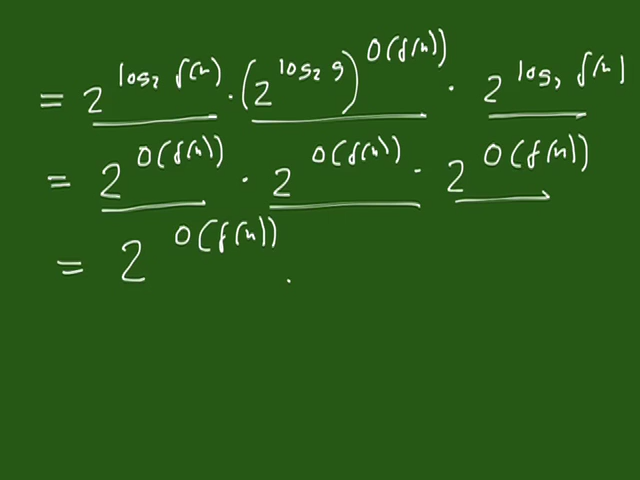 = 2^{log₂ f(n)} · (2^{log₂ g})^{O(f(n))} · 2^{log₂ f(n)}
= 2^{O(f(n))} · 2^{O(f(n))} · 2^{O(f(n))}
= 2^{O(f(n))} .